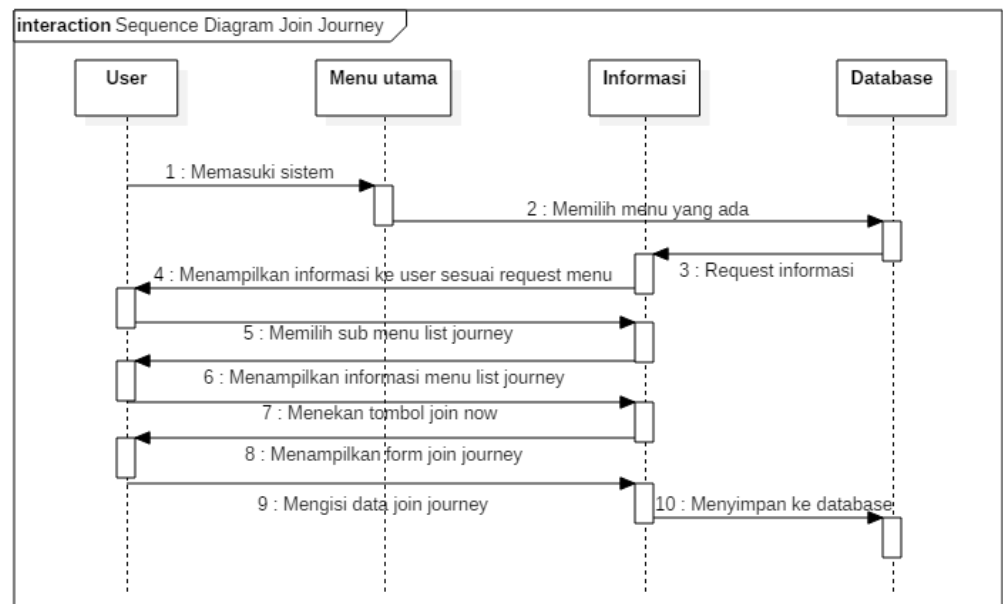 interaction Sequence Diagram Join Journey
User
Menu utama
Informasi
Database
1 : Memasuki sistem
2 : Memilih menu yang ada
3 : Request informasi
4 : Menampilkan informasi ke user sesuai request menu
5 : Memilih sub menu list journey
6 : Menampilkan informasi menu list journey
7 : Menekan tombol join now
8 : Menampilkan form join journey
9 : Mengisi data join journey
10 : Menyimpan ke database